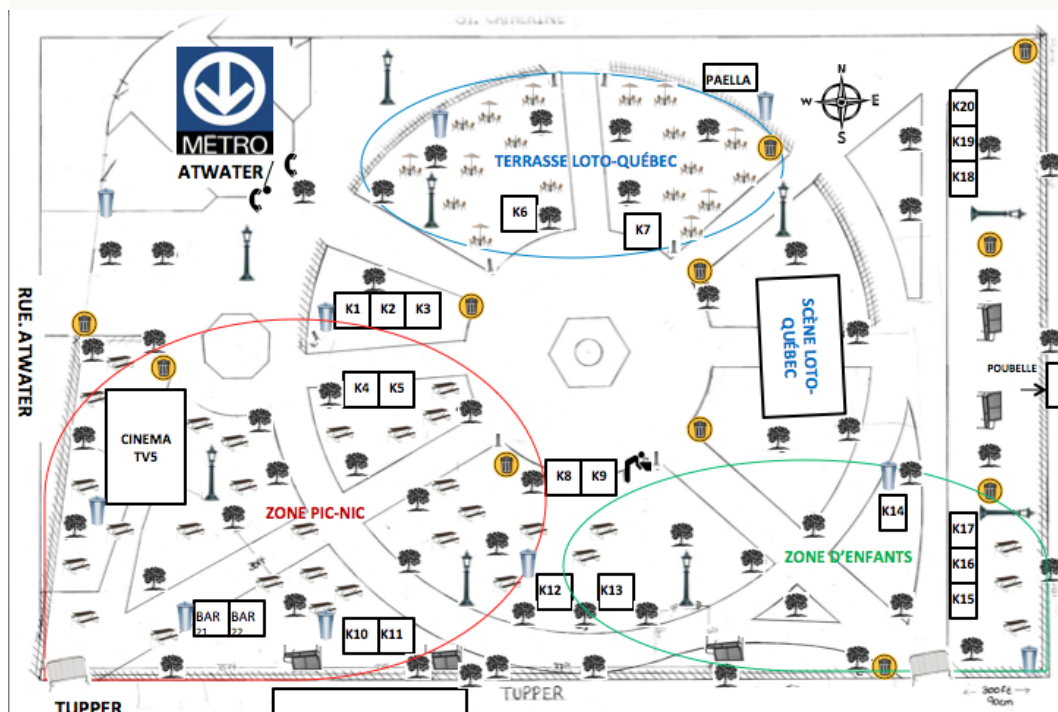 ST. CATHERINE
METRO
ATWATER
PAELLA
N
W
E
S
TERRASSE LOTO-QUÉBEC
K20
K19
K18
K6
K7
K1
K2
K3
SCÈNE LOTO-
QUÉBEC
RUE. ATWATER
K4
K5
POUBELLE
CINEMA
TV5
K8
K9
ZONE PIC-NIC
K14
K17
K16
K15
ZONE D'ENFANTS
K12
K13
BAR
21
BAR
22
K10
K11
TUPPER
TUPPER
300ft
90cm